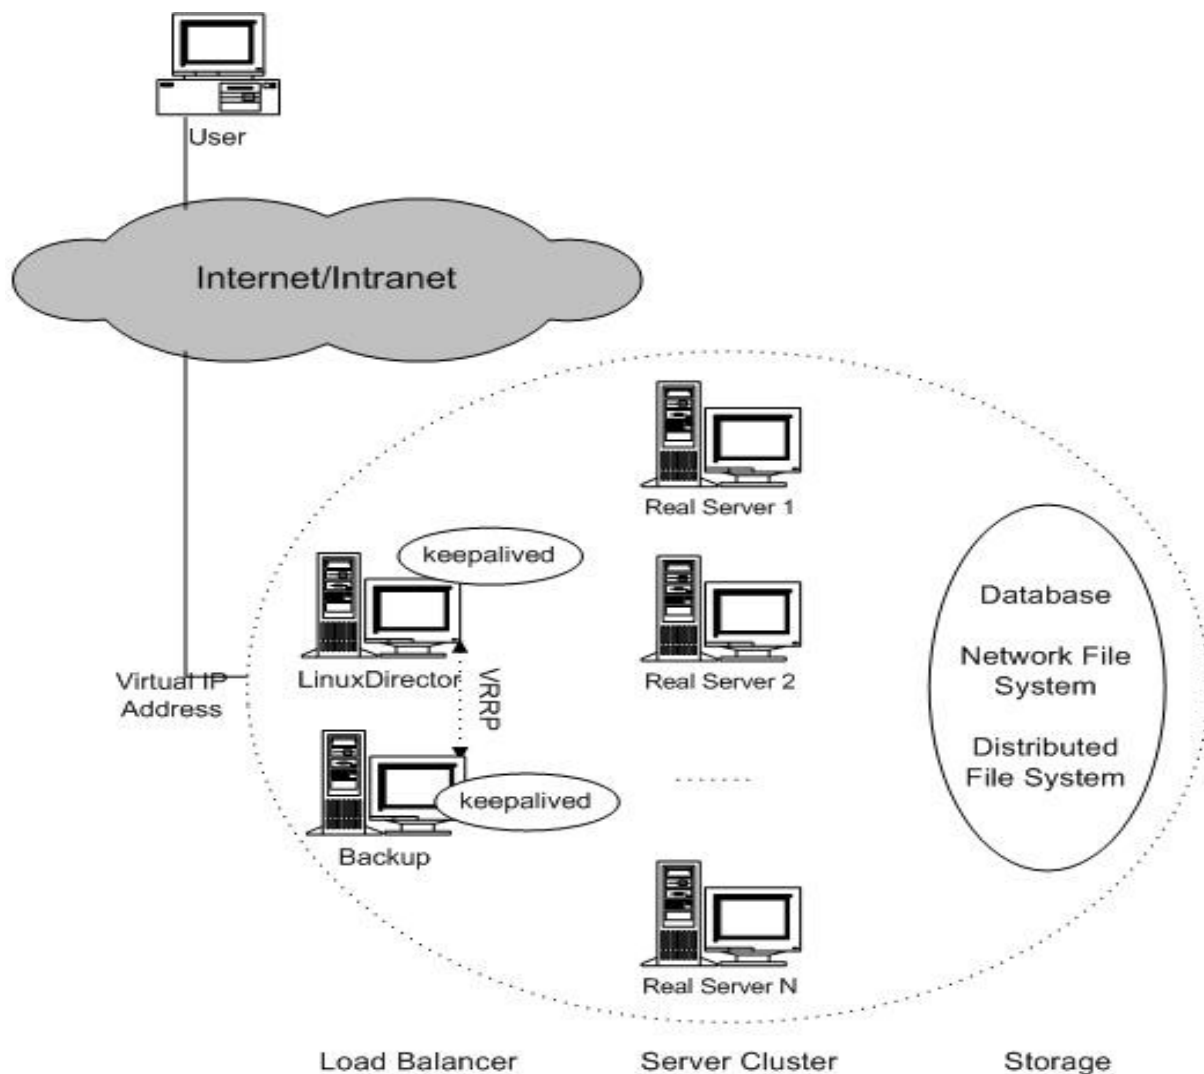 User
Internet/Intranet
Real Server 1
keepalived
LinuxDirector
Real Server 2
Virtual IP
Address
VRRP
keepalived
Backup
Database
Network File
System
Distributed
File System
Real Server N
Load Balancer
Server Cluster
Storage